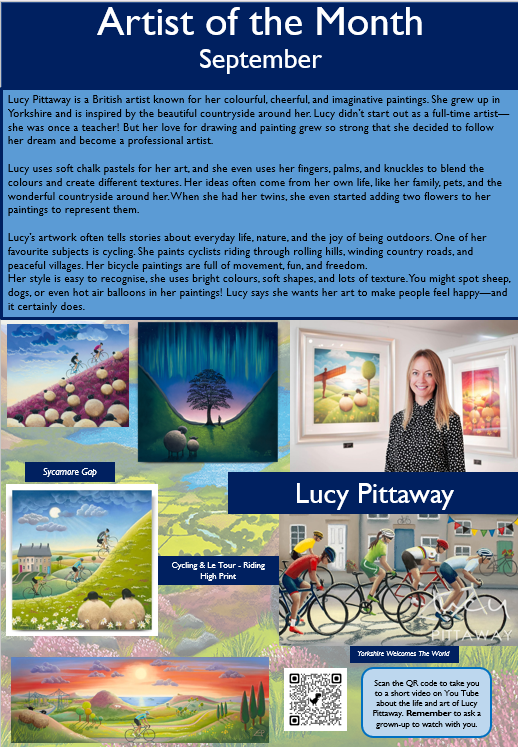 Artist of the Month
September
Lucy Pittaway is a British artist known for her colourful, cheerful, and imaginative paintings. She grew up in
Yorkshire and is inspired by the beautiful countryside around her. Lucy didn't start out as a full-time artist—
she was once a teacher! But her love for drawing and painting grew so strong that she decided to follow
her dream and become a professional artist.
Lucy uses soft chalk pastels for her art, and she even uses her fingers, palms, and knuckles to blend the
colours and create different textures. Her ideas often come from her own life, like her family, pets, and the
wonderful countryside around her. When she had her twins, she even started adding two flowers to her
paintings to represent them.
Lucy's artwork often tells stories about everyday life, nature, and the joy of being outdoors. One of her
favourite subjects is cycling. She paints cyclists riding through rolling hills, winding country roads, and
peaceful villages. Her bicycle paintings are full of movement, fun, and freedom.
Her style is easy to recognise, she uses bright colours, soft shapes, and lots of texture. You might spot sheep,
dogs, or even hot air balloons in her paintings! Lucy says she wants her art to make people feel happy—and
it certainly does.
Sycamore Gap
Lucy Pittaway
Cycling & Le Tour - Riding
High Print
lucy
PITTAWAY
Yorkshire Welcomes The World
Scan the QR code to take you
to a short video on You Tube
about the life and art of Lucy
Pittaway. Remember to ask a
grown-up to watch with you.